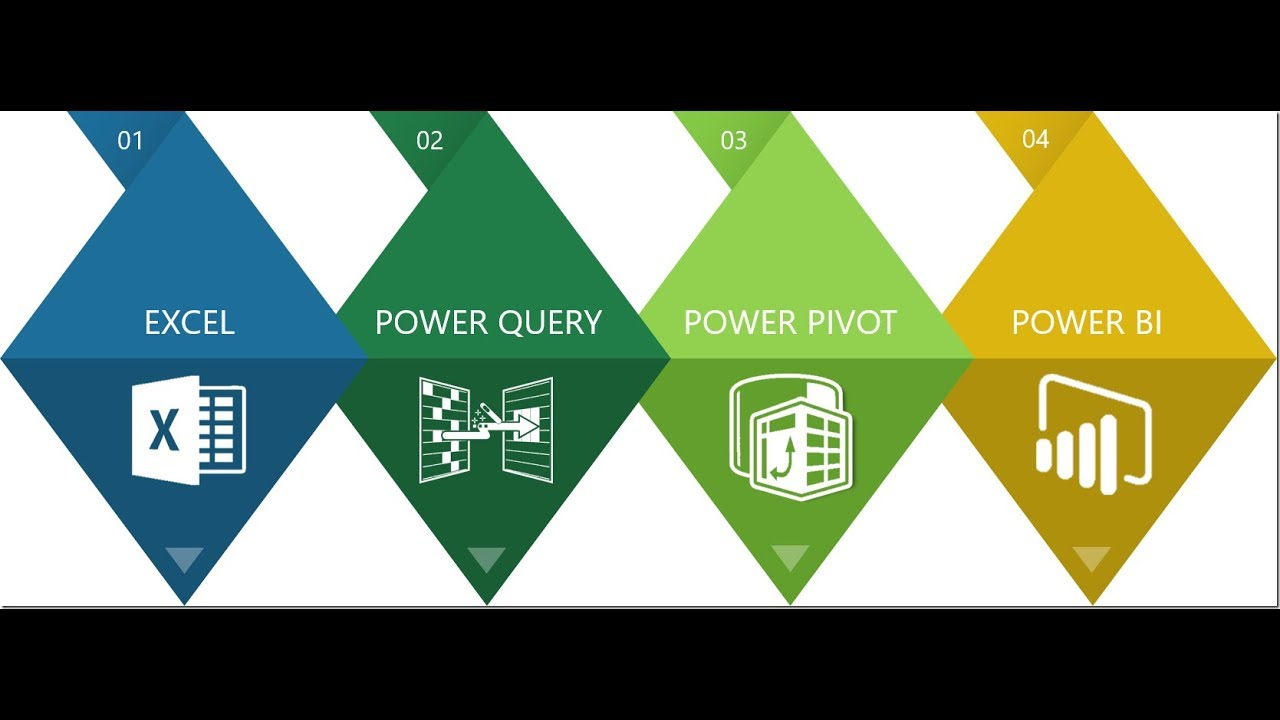 01
02
03
04
EXCEL
POWER QUERY
POWER PIVOT
POWER BI
X